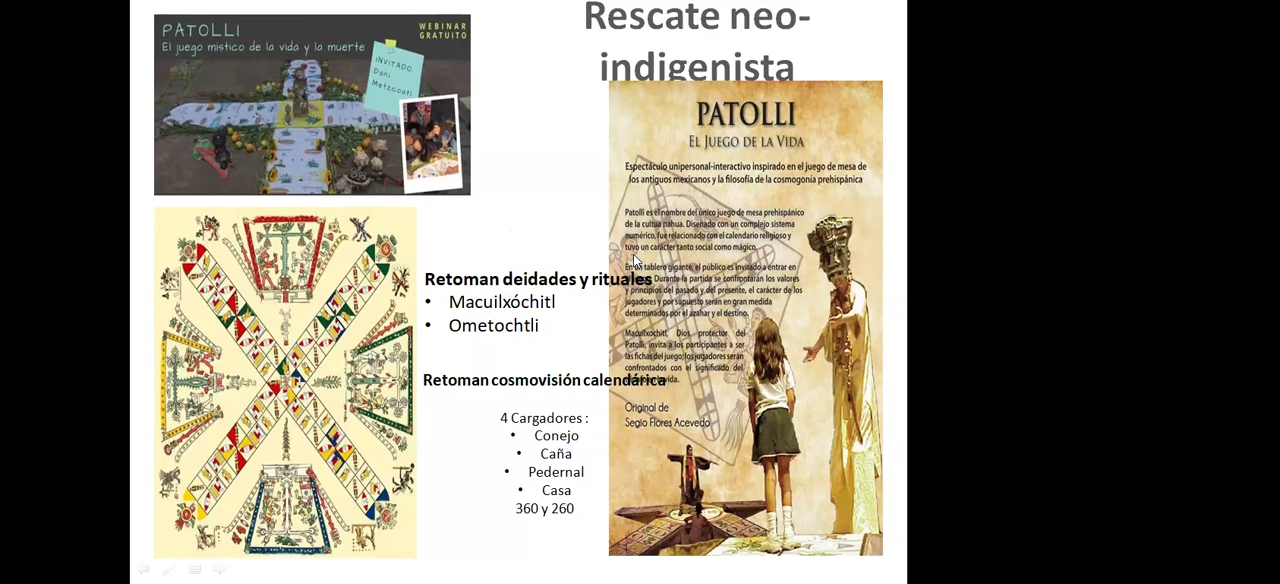 Rescate neo-
indigenista
PATOLLI
El juego místico de la vida y la muerte
WEBINAR
GRATUITO
INVITADO:
Dani
Metzcoatl
Retoman deidades y rituales
• Macuilxóchitl
• Ometochtli
Retoman cosmovisión calendárica
4 Cargadores :
• Conejo
• Caña
• Pedernal
• Casa
360 y 260
PATOLLI
EL JUEGO DE LA VIDA
Espectáculo unipersonal-interactivo inspirado en el juego de mesa de
los antiguos mexicanos y la filosofía de la cosmogonía prehispánica
Patolli es el nombre del único juego de mesa prehispánico
de la cultua nahua. Diseñado con un complejo sistema
numérico, fue relacionado con el calendario religioso y
tuvo un carácter tanto social como mágico.
En un tablero gigante, el público es invitado a entrar en
Durante la partida se confrontarán los valores
y principios del pasado y del presente, el carácter de los
jugadores y por supuesto serán en gran medida
determinados por el azahar y el destino.
Macuilxochitl, Dios protector del
Patolli, invita a los participantes a ser
las fichas del juego; los jugadores serán
confrontados con el significado del
vida.
Original de
Segio Flores Acevedo